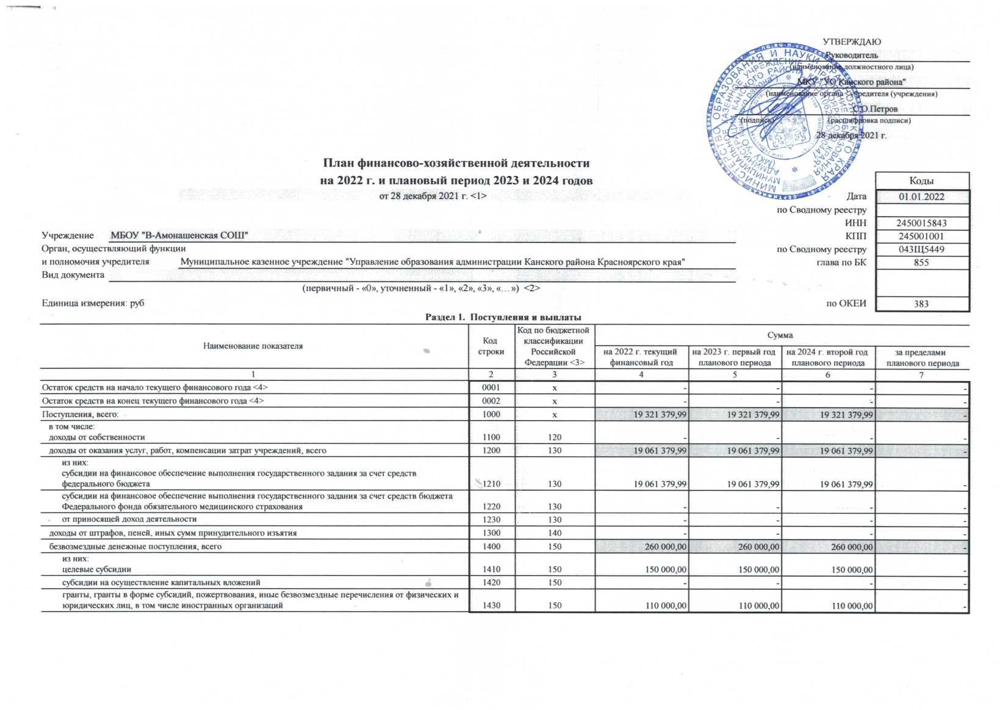 УТВЕРЖДАЮ
Руководитель
(наименование должностного лица)
МКУ "УО Канского района"
(наименование органа - учредителя (учреждения)
С.О.Петров
(подпись) (расшифровка подписи)
28 декабря 2021 г.
План финансово-хозяйственной деятельности
на 2022 г. и плановый период 2023 и 2024 годов
от 28 декабря 2021 г. <1>
Коды
Дата 01.01.2022
по Сводному реестру
ИНН 2450015843
Учреждение МБОУ "В-Амонашенская СОШ" КПП 245001001
Орган, осуществляющий функции по Сводному реестру 043Щ5449
и полномочия учредителя Муниципальное казенное учреждение "Управление образования администрации Канского района Красноярского края" глава по БК 855
Вид документа
(первичный - «0», уточненный - «1», «2», «3», «…») <2>
Единица измерения: руб по ОКЕИ 383
Раздел 1. Поступления и выплаты
Наименование показателя
Код
строки
Код по бюджетной
классификации
Российской
Федерации <3>
Сумма
на 2022 г. текущий
финансовый год
на 2023 г. первый год
планового периода
на 2024 г. второй год
планового периода
за пределами
планового периода
1 2 3 4 5 6 7
Остаток средств на начало текущего финансового года <4> 0001 х - - - -
Остаток средств на конец текущего финансового года <4> 0002 х - - - -
Поступления, всего: 1000 х 19 321 379,99 19 321 379,99 19 321 379,99 -
в том числе:
доходы от собственности 1100 120 - - - -
доходы от оказания услуг, работ, компенсации затрат учреждений, всего 1200 130 19 061 379,99 19 061 379,99 19 061 379,99 -
из них:
субсидии на финансовое обеспечение выполнения государственного задания за счет средств
федерального бюджета 1210 130 19 061 379,99 19 061 379,99 19 061 379,99 -
субсидии на финансовое обеспечение выполнения государственного задания за счет средств бюджета
Федерального фонда обязательного медицинского страхования 1220 130 - - - -
от приносящей доход деятельности 1230 130 - - - -
доходы от штрафов, пеней, иных сумм принудительного изъятия 1300 140 - - - -
безвозмездные денежные поступления, всего 1400 150 260 000,00 260 000,00 260 000,00 -
из них:
целевые субсидии 1410 150 150 000,00 150 000,00 150 000,00 -
субсидии на осуществление капитальных вложений 1420 150 - - - -
гранты, гранты в форме субсидий, пожертвования, иные безвозмездные перечисления от физических и
юридических лиц, в том числе иностранных организаций 1430 150 110 000,00 110 000,00 110 000,00 -